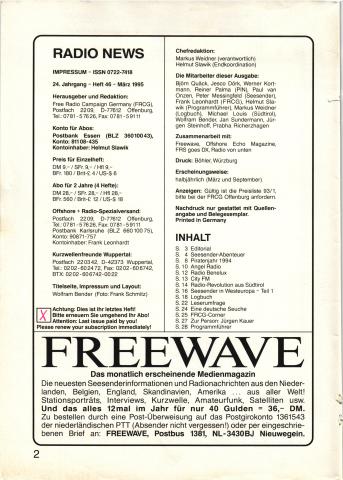 RADIO NEWS
IMPRESSUM - ISSN 0722-7418
24. Jahrgang - Heft 46 - März 1995
Herausgeber und Redaktion:
Free Radio Campaign Germany (FRCG),
Postfach 2209, D-77612 Offenburg,
Tel.: 0781-57626, Fax: 0781-59111
Konto für Abos:
Postbank Essen (BLZ 36010043),
Konto: 81108-435
Kontoinhaber: Helmut Slawik
Preis für Einzelheft:
DM 9,- / SFr. 9,- / Hfl 9,-
BFr. 180 / Brit-£ 4 / US-$ 8
Abo für 2 Jahre (4 Hefte):
DM 28,- / SFr. 28,- / Hfl 28,-
BFr. 560 / Brit-£ 12 / US-$ 18
Offshore + Radio-Spezialversand:
Postfach 2209, D-77612 Offenburg,
Tel.: 0781-57626, Fax: 0781-59111
Postbank Karlsruhe (BLZ 66010075),
Konto: 90871-757
Kontoinhaber: Frank Leonhardt
Kurzwellenfreunde Wuppertal:
Postfach 220342, D-42373 Wuppertal,
Tel.: 0202-602472, Fax: 0202-606742,
BTX: 0202-606742-0022
Titelseite, Impressum und Layout:
Wolfram Bender (Foto: Frank Schmitz)
X
Achtung: Dies ist Ihr letztes Heft!
Bitte erneuern Sie umgehend Ihr Abo!
Attention: Last issue paid by you!
Please renew your subscription immediately!
Chefredaktion:
Markus Weidner (verantwortlich)
Helmut Slawik (Endkoordination)
Die Mitarbeiter dieser Ausgabe:
Björn Quäck, Jesco Dörk, Werner Kort-
mann, Reiner Palma (PIN), Paul van
Onzen, Peter Messingfeld (Seesender),
Frank Leonhardt (FRCG), Helmut Sla-
wik (Programmführer), Markus Weidner
(Logbuch), Michael Louis (Südtirol),
Wolfram Bender, Jan Sundermann, Jür-
gen Steinhoff, Prabha Richerzhagen
Zusammenarbeit mit:
Freewave, Offshore Echo Magazine,
FRS goes DX, Radio von unten
Druck: Böhler, Würzburg
Erscheinungsweise:
halbjährlich (März und September).
Anzeigen: Gültig ist die Preisliste 93/1,
bitte bei der FRCG Offenburg anfordern.
Nachdruck nur gestattet mit Quellen-
angabe und Belegexemplar.
Printed in Germany
INHALT
S. 3 Editorial
S. 4 Seesender-Abenteuer
S. 8 Piratenjahr 1994
S. 10 Angel Radio
S. 12 Radio Benelux
S. 13 City FM
S. 14 Radio-Revolution aus Südtirol
S. 16 Seesender in Westeuropa - Teil 1
S. 18 Logbuch
S. 22 Leserumfrage
S. 24 Eine deutsche Seuche
S. 25 FRCG-Corner
S. 27 Zur Person: Jürgen Kauer
S. 28 Programmführer
FREEWAVE
Das monatlich erscheinende Medienmagazin
Die neuesten Seesenderinformationen und Radionachrichten aus den Nieder-
landen, Belgien, England, Skandinavien, Amerika ... aus aller Welt!
Stationsporträts, Interviews, Kurzwelle, Amateurfunk, Satelliten usw.
Und das alles 12mal im Jahr für nur 40 Gulden = 36,- DM.
Zu bestellen durch eine Post-Überweisung auf das Postgirokonto 1361543
der niederländischen PTT (Absender nicht vergessen!) oder per eingeschrie-
benen Brief an: FREEWAVE, Postbus 1381, NL-3430BJ Nieuwegein.
2